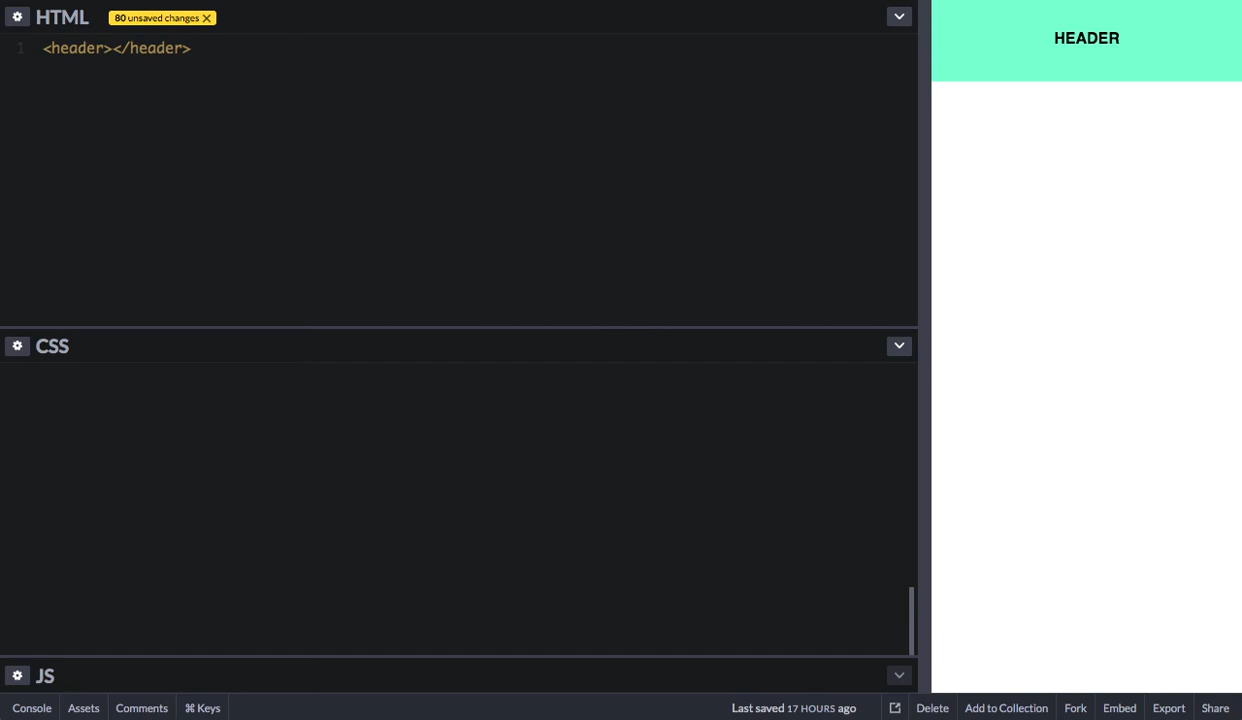 HTML
80 unsaved changes
HEADER
1 <header></header>
CSS
JS
Console Assets Comments ⌘ Keys Last saved 17 HOURS ago Delete Add to Collection Fork Embed Export Share